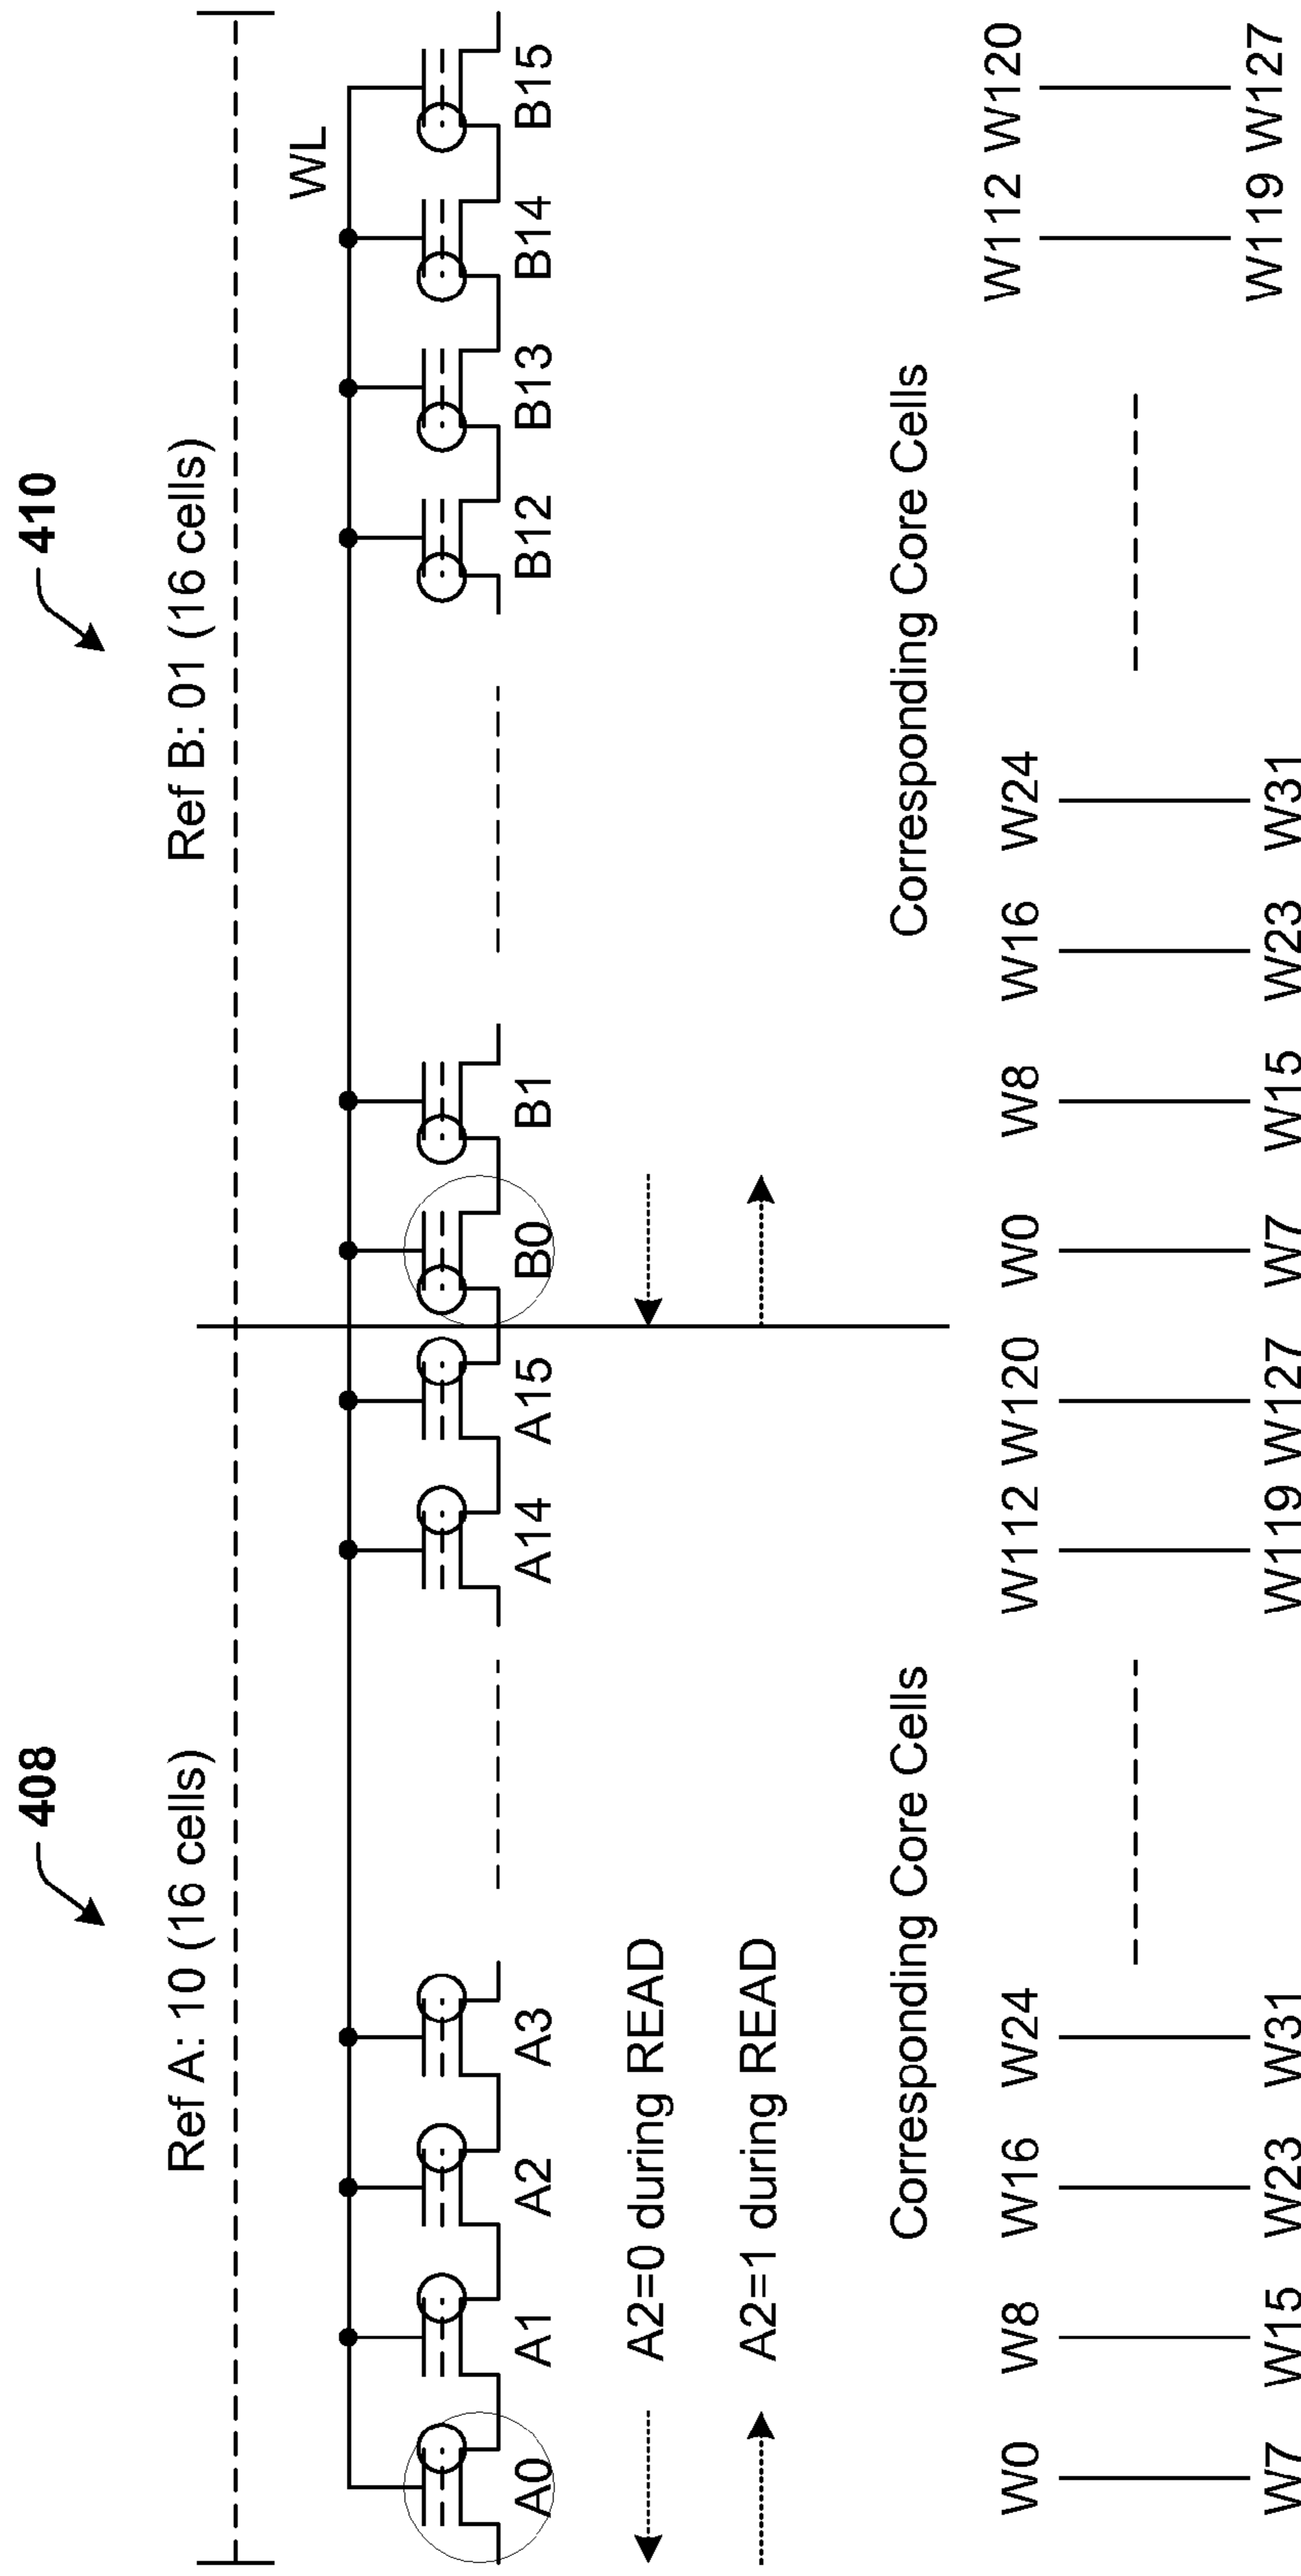 408
410
Ref A: 10 (16 cells)
Ref B: 01 (16 cells)
WL
A0 A1 A2 A3 A14 A15 B0 B1 B12 B13 B14 B15
A2=0 during READ
A2=1 during READ
Corresponding Core Cells
Corresponding Core Cells
W0 W8 W16 W24 W112 W120 W0 W8 W16 W24 W112 W120
W7 W15 W23 W31 W119 W127 W7 W15 W23 W31 W119 W127